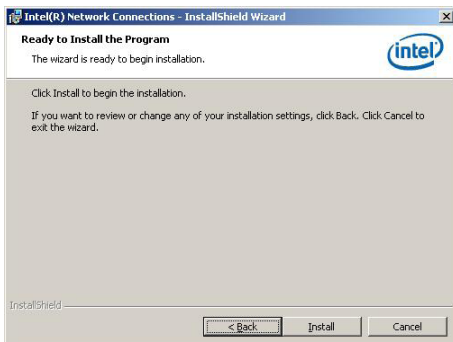 Intel(R) Network Connections - InstallShield Wizard
Ready to Install the Program
The wizard is ready to begin installation.
intel
Click Install to begin the installation.
If you want to review or change any of your installation settings, click Back. Click Cancel to
exit the wizard.
InstallShield
< Back Install Cancel